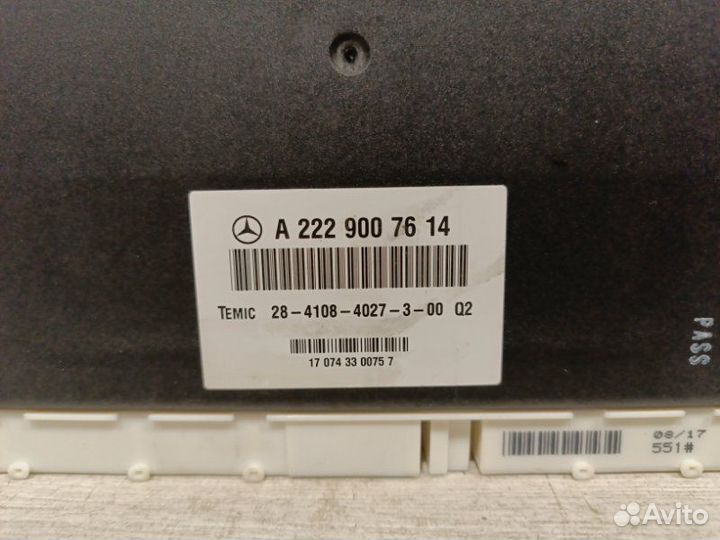 A 222 900 76 14
TEMIC 28-4108-4027-3-00 Q2
17 074 33 0075 7
PASS
08/17
551#
Avito